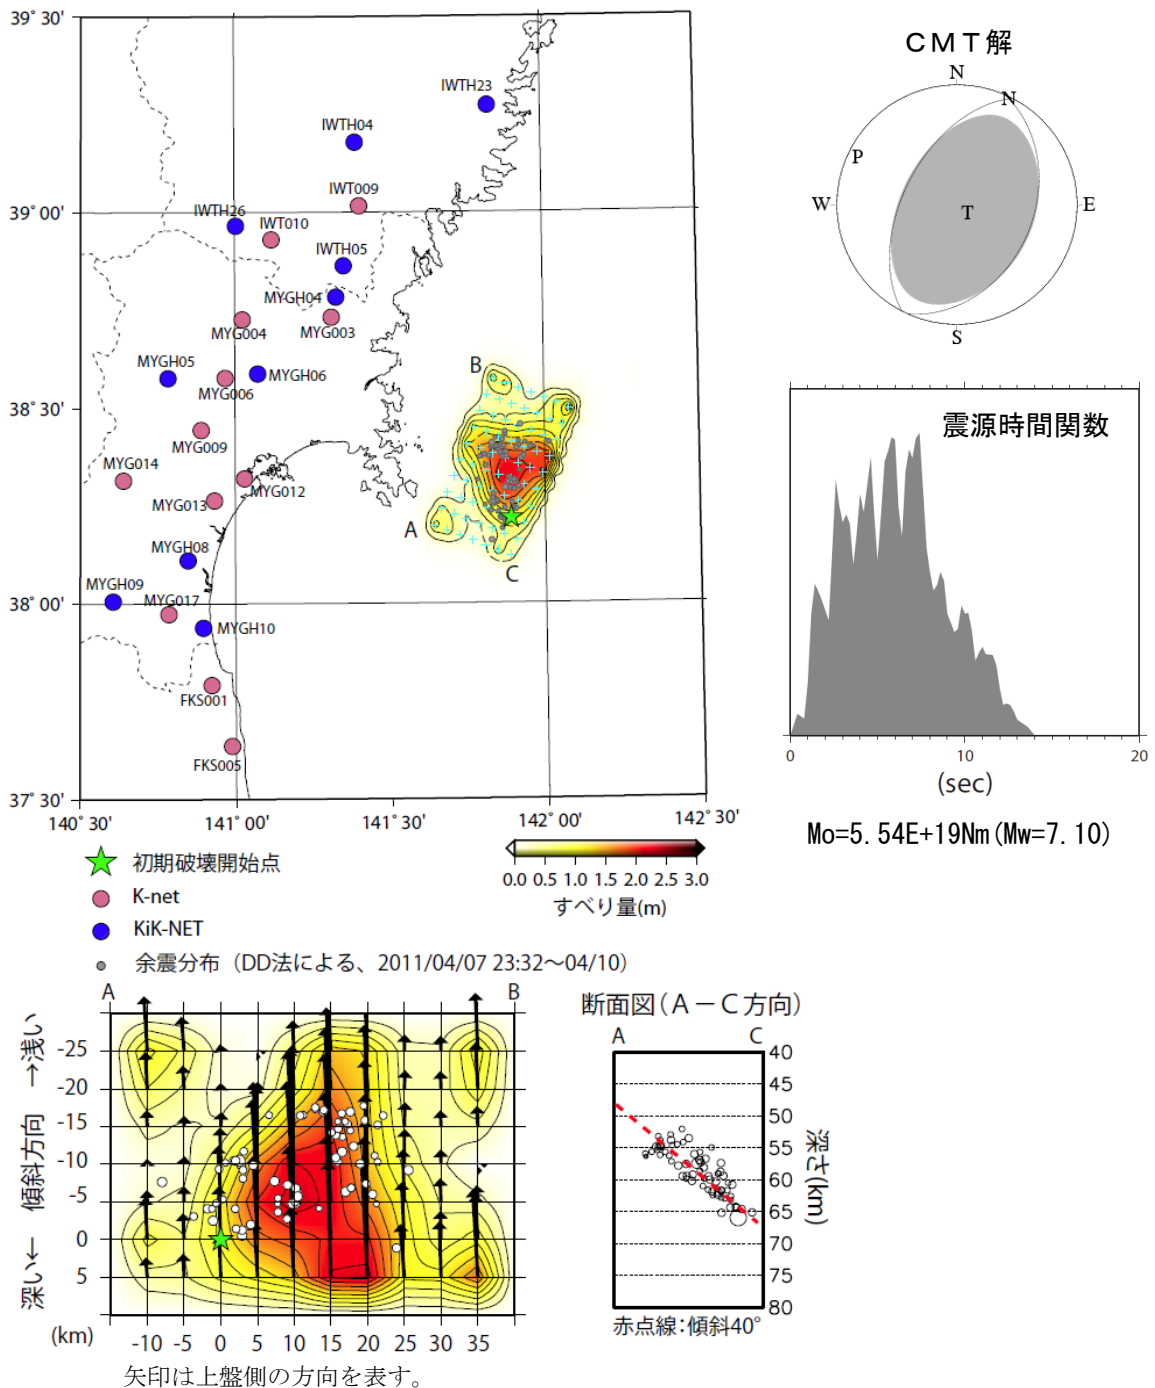 39° 30'
39° 00'
38° 30'
38° 00'
37° 30'
140° 30'
141° 00'
141° 30'
142° 00'
142° 30'
IWTH23
IWTH04
IWT009
IWTH26
IWT010
IWTH05
MYGH04
MYG004
MYG003
MYGH05
MYGH06
MYG006
MYG009
MYG014
MYG012
MYG013
MYGH08
MYGH09
MYG017
MYGH10
FKS001
FKS005
B
A
C
CMT解
N
N
P
W
T
E
S
震源時間関数
0
10
20
(sec)
Mo=5.54E+19Nm(Mw=7.10)
初期破壊開始点
K-net
KiK-NET
余震分布（DD法による、2011/04/07 23:32～04/10）
0.0 0.5 1.0 1.5 2.0 2.5 3.0
すべり量(m)
A
B
深い← 傾斜方向 →浅い
-25
-20
-15
-10
-5
0
5
(km)
-10 -5 0 5 10 15 20 25 30 35
矢印は上盤側の方向を表す。
断面図(A－C方向)
A
C
40
45
50
55
60
65
70
75
80
深さ(km)
赤点線:傾斜40°